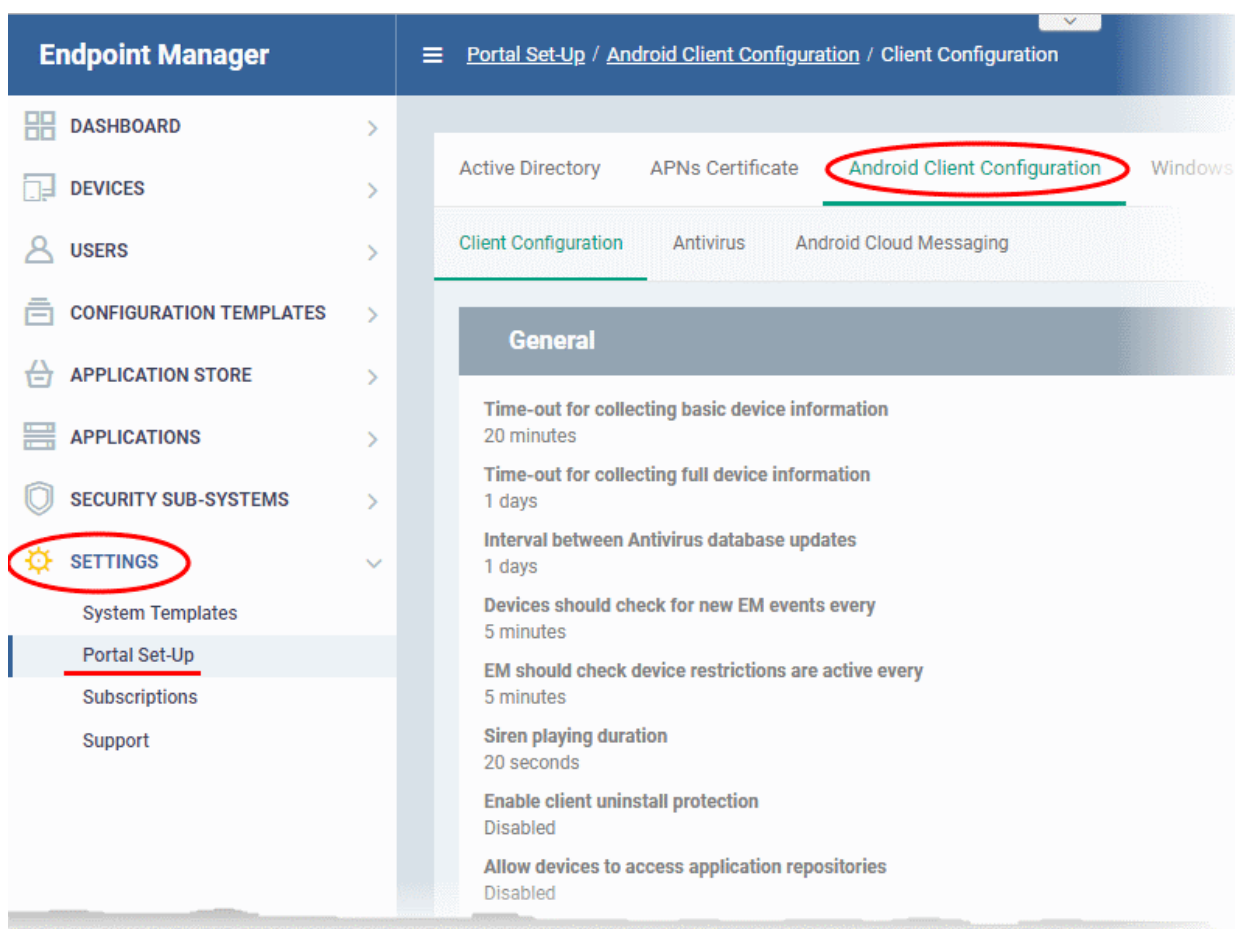 Endpoint Manager
Portal Set-Up / Android Client Configuration / Client Configuration
DASHBOARD
DEVICES
USERS
CONFIGURATION TEMPLATES
APPLICATION STORE
APPLICATIONS
SECURITY SUB-SYSTEMS
SETTINGS
System Templates
Portal Set-Up
Subscriptions
Support
Active Directory APNs Certificate Android Client Configuration Windows
Client Configuration Antivirus Android Cloud Messaging
General
Time-out for collecting basic device information
20 minutes
Time-out for collecting full device information
1 days
Interval between Antivirus database updates
1 days
Devices should check for new EM events every
5 minutes
EM should check device restrictions are active every
5 minutes
Siren playing duration
20 seconds
Enable client uninstall protection
Disabled
Allow devices to access application repositories
Disabled